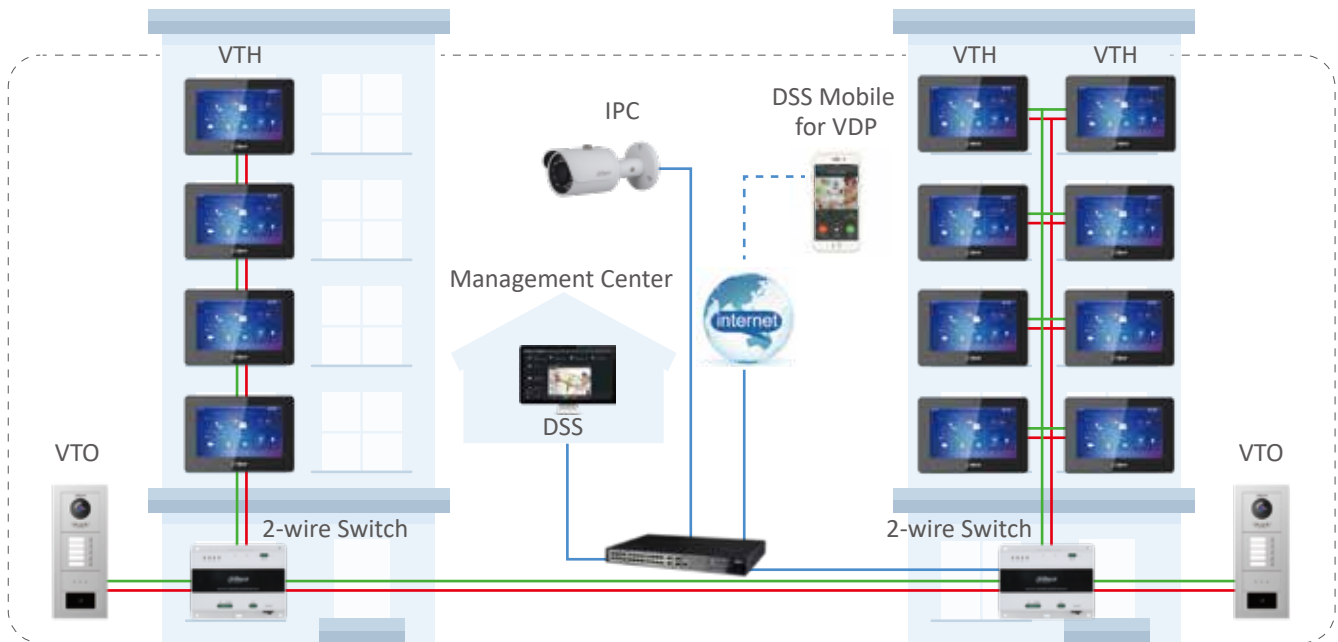 VTH
VTH
VTH
IPC
DSS Mobile
for VDP
Management Center
internet
DSS
VTO
VTO
2-wire Switch
2-wire Switch